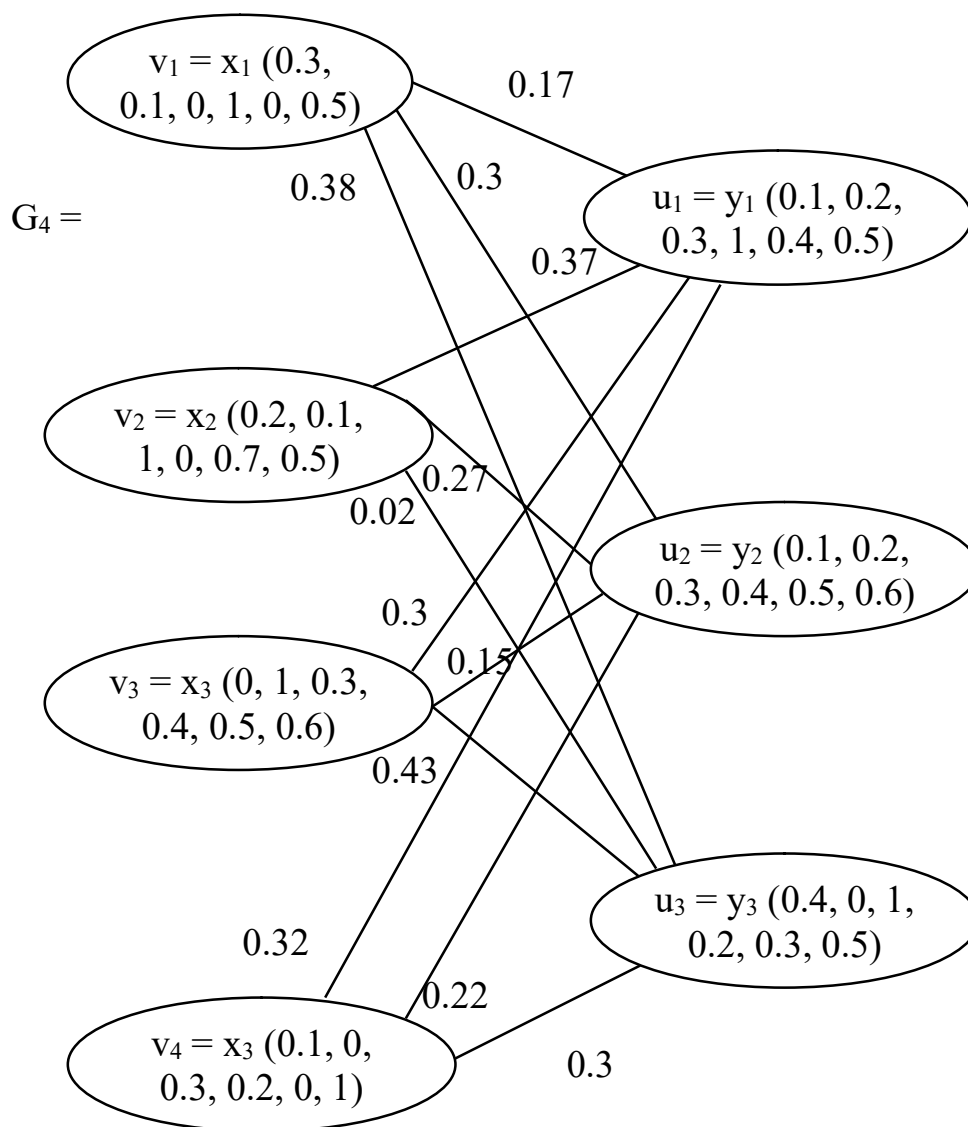 v₁ = x₁ (0.3,
0.1, 0, 1, 0, 0.5)
0.17
0.3
0.38
u₁ = y₁ (0.1, 0.2,
0.3, 1, 0.4, 0.5)
G₄ =
0.37
v₂ = x₂ (0.2, 0.1,
1, 0, 0.7, 0.5)
0.27
0.02
u₂ = y₂ (0.1, 0.2,
0.3, 0.4, 0.5, 0.6)
0.3
0.15
v₃ = x₃ (0, 1, 0.3,
0.4, 0.5, 0.6)
0.43
u₃ = y₃ (0.4, 0, 1,
0.2, 0.3, 0.5)
0.32
0.22
v₄ = x₃ (0.1, 0,
0.3, 0.2, 0, 1)
0.3